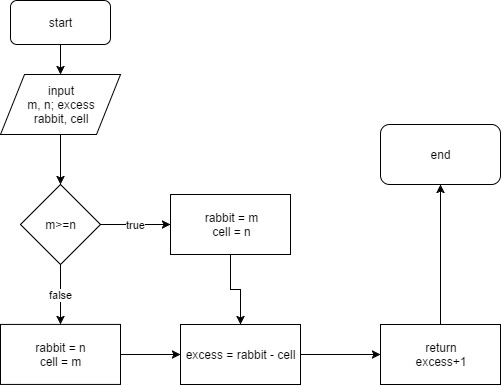 start
input
m, n; excess
rabbit, cell
m>=n
true
rabbit = m
cell = n
false
rabbit = n
cell = m
excess = rabbit - cell
return
excess+1
end